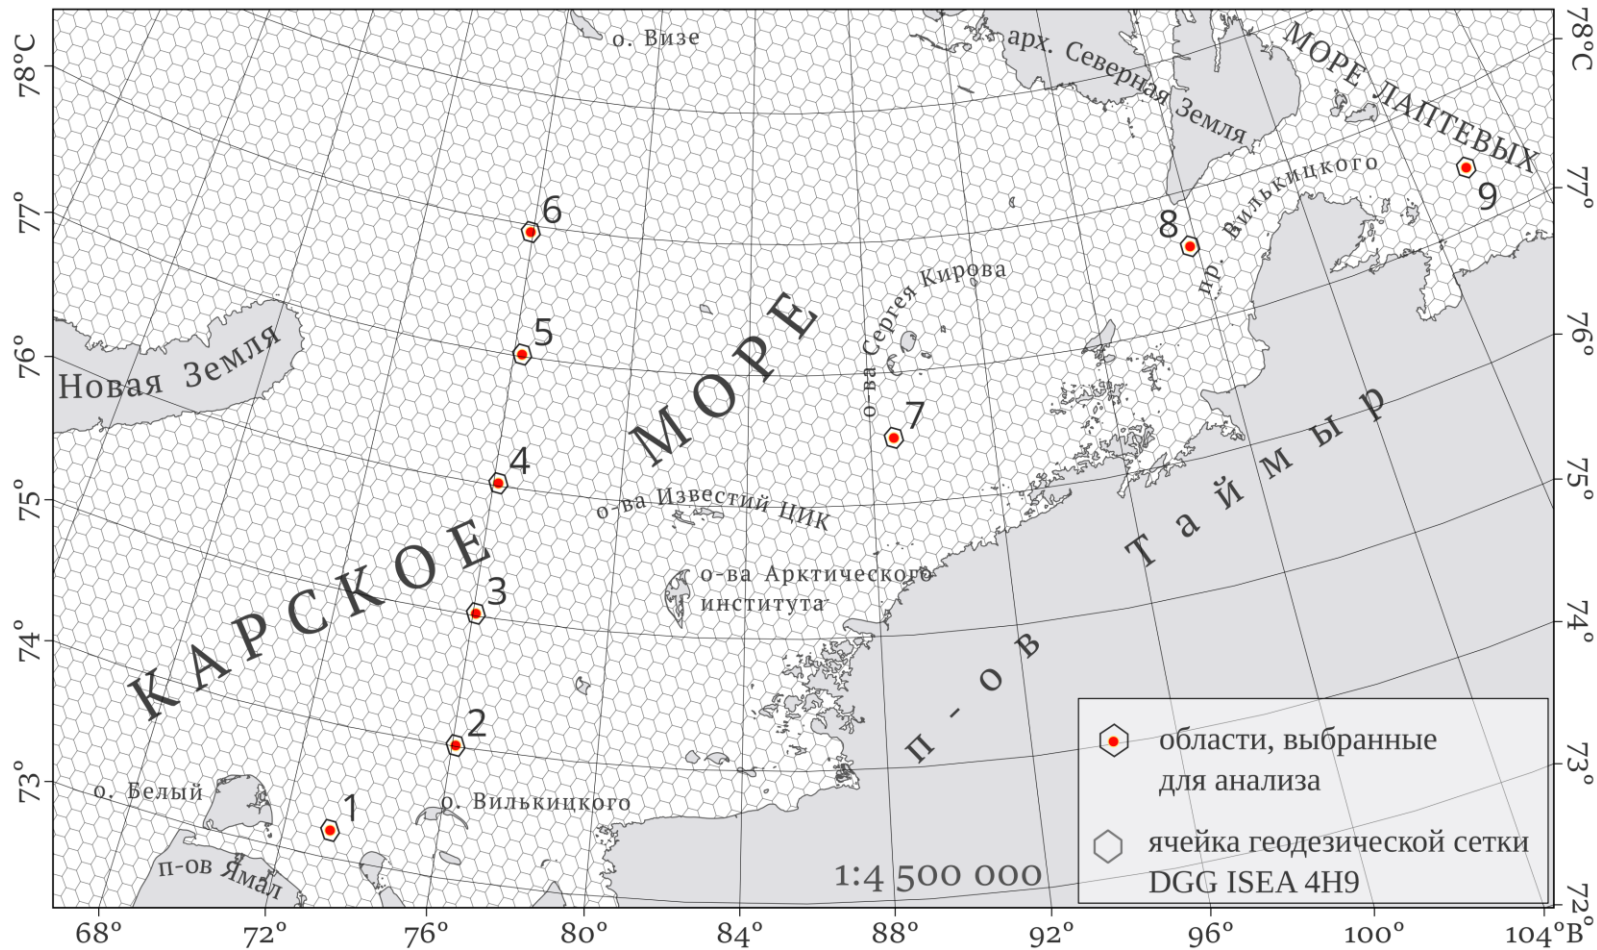 о. Визе
арх. Северная Земля
МОРЕ ЛАПТЕВЫХ
пр. Вилькицкого
9
8
6
5
4
3
2
1
7
о-ва Сергея Кирова
Новая Земля
КАРСКОЕ МОРЕ
о-ва Известий ЦИК
о-ва Арктического
института
п-ов Таймыр
о. Белый
о. Вилькицкого
п-ов Ямал
1:4 500 000
области, выбранные
для анализа
ячейка геодезической сетки
DGG ISEA 4H9
78°С
77°
76°
75°
74°
73°
78°С
77°
76°
75°
74°
73°
72°
68°
72°
76°
80°
84°
88°
92°
96°
100°
104°В